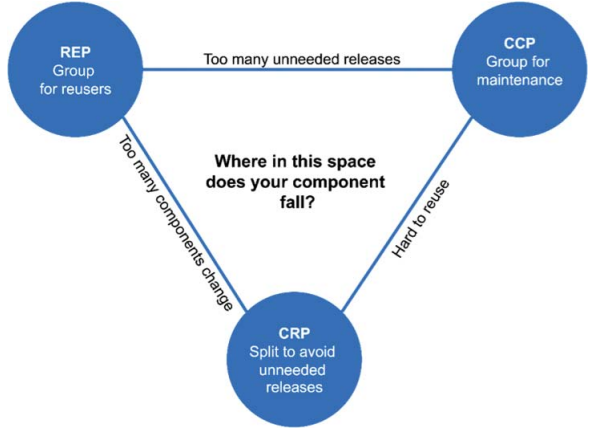 REP
Group
for reusers
Too many unneeded releases
CCP
Group for
maintenance
Too many components change
Where in this space
does your component
fall?
Hard to reuse
CRP
Split to avoid
unneeded
releases